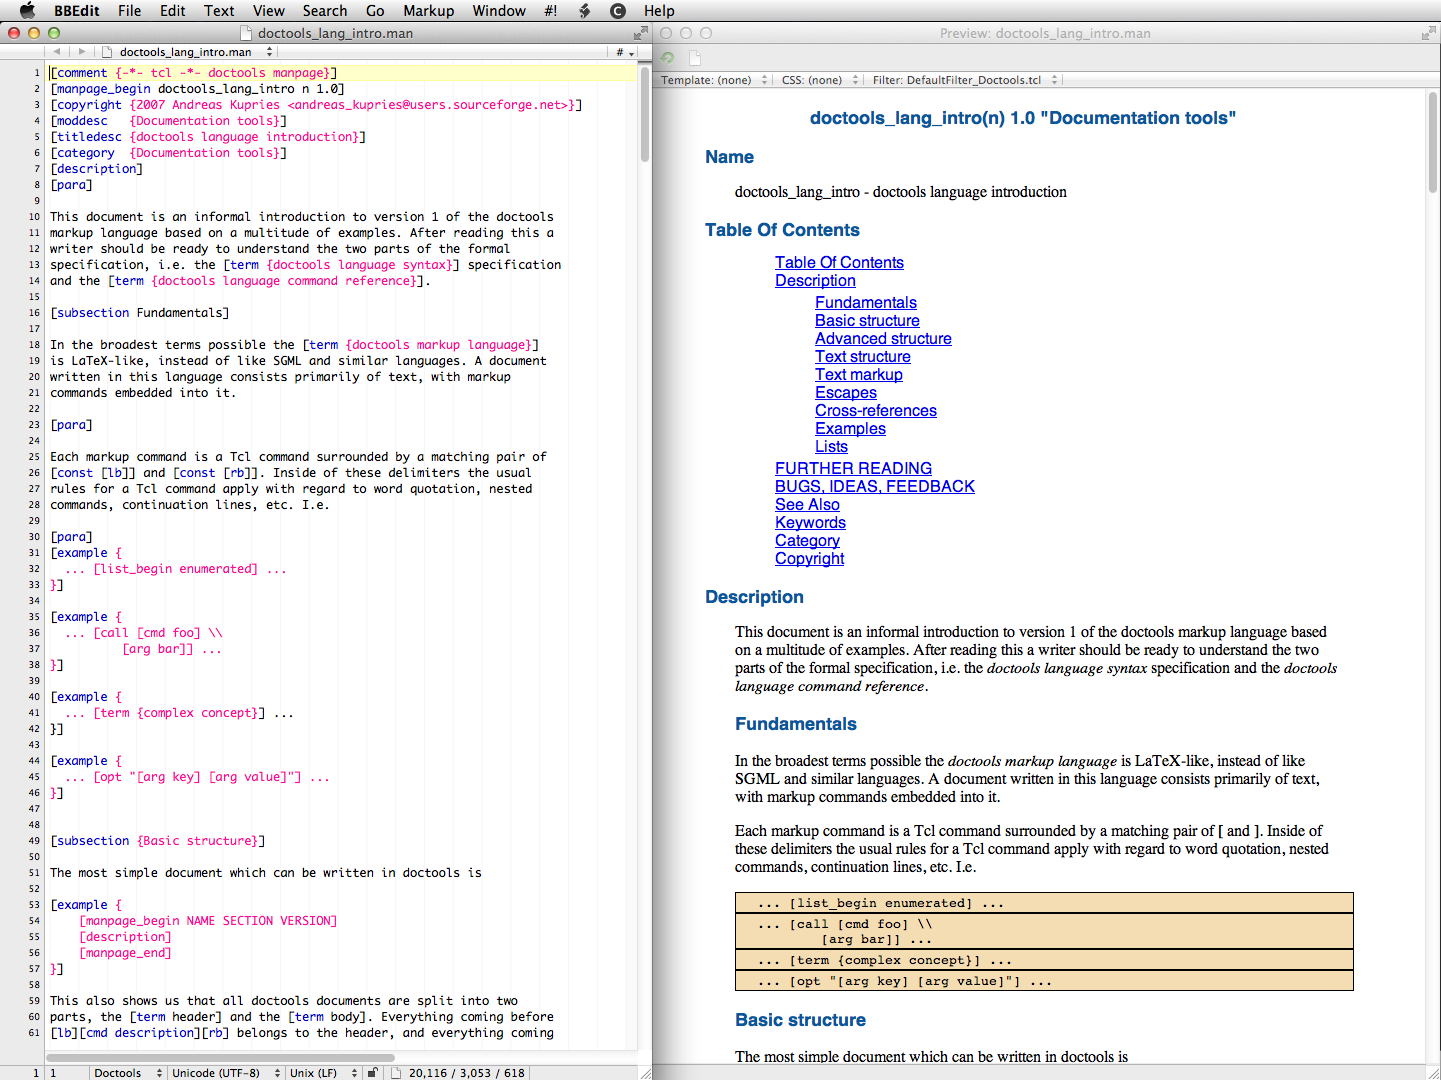 BBEdit File Edit Text View Search Go Markup Window #! Help
doctools_lang_intro.man
doctools_lang_intro.man #
1 [comment {-*- tcl -*- doctools manpage}]
2 [manpage_begin doctools_lang_intro n 1.0]
3 [copyright {2007 Andreas Kupries <andreas_kupries@users.sourceforge.net>}]
4 [moddesc   {Documentation tools}]
5 [titledesc {doctools language introduction}]
6 [category  {Documentation tools}]
7 [description]
8 [para]
9
10 This document is an informal introduction to version 1 of the doctools
11 markup language based on a multitude of examples. After reading this a
12 writer should be ready to understand the two parts of the formal
13 specification, i.e. the [term {doctools language syntax}] specification
14 and the [term {doctools language command reference}].
15
16 [subsection Fundamentals]
17
18 In the broadest terms possible the [term {doctools markup language}]
19 is LaTeX-like, instead of like SGML and similar languages. A document
20 written in this language consists primarily of text, with markup
21 commands embedded into it.
22
23 [para]
24
25 Each markup command is a Tcl command surrounded by a matching pair of
26 [const [lb]] and [const [rb]]. Inside of these delimiters the usual
27 rules for a Tcl command apply with regard to word quotation, nested
28 commands, continuation lines, etc. I.e.
29
30 [para]
31 [example {
32   ... [list_begin enumerated] ...
33 }]
34
35 [example {
36   ... [call [cmd foo] \\
37           [arg bar]] ...
38 }]
39
40 [example {
41   ... [term {complex concept}] ...
42 }]
43
44 [example {
45   ... [opt "[arg key] [arg value]"] ...
46 }]
47
48
49 [subsection {Basic structure}]
50
51 The most simple document which can be written in doctools is
52
53 [example {
54     [manpage_begin NAME SECTION VERSION]
55     [description]
56     [manpage_end]
57 }]
58
59 This also shows us that all doctools documents are split into two
60 parts, the [term header] and the [term body]. Everything coming before
61 [lb][cmd description][rb] belongs to the header, and everything coming
1 1 Doctools Unicode (UTF-8) Unix (LF) 20,116 / 3,053 / 618
Preview: doctools_lang_intro.man
Template: (none) CSS: (none) Filter: DefaultFilter_Doctools.tcl
doctools_lang_intro(n) 1.0 "Documentation tools"
Name
doctools_lang_intro - doctools language introduction
Table Of Contents
Table Of Contents
Description
Fundamentals
Basic structure
Advanced structure
Text structure
Text markup
Escapes
Cross-references
Examples
Lists
FURTHER READING
BUGS, IDEAS, FEEDBACK
See Also
Keywords
Category
Copyright
Description
This document is an informal introduction to version 1 of the doctools markup language based
on a multitude of examples. After reading this a writer should be ready to understand the two
parts of the formal specification, i.e. the doctools language syntax specification and the doctools
language command reference.
Fundamentals
In the broadest terms possible the doctools markup language is LaTeX-like, instead of like
SGML and similar languages. A document written in this language consists primarily of text,
with markup commands embedded into it.
Each markup command is a Tcl command surrounded by a matching pair of [ and ]. Inside of
these delimiters the usual rules for a Tcl command apply with regard to word quotation, nested
commands, continuation lines, etc. I.e.
... [list_begin enumerated] ...
... [call [cmd foo] \\
[arg bar]] ...
... [term {complex concept}] ...
... [opt "[arg key] [arg value]"] ...
Basic structure
The most simple document which can be written in doctools is